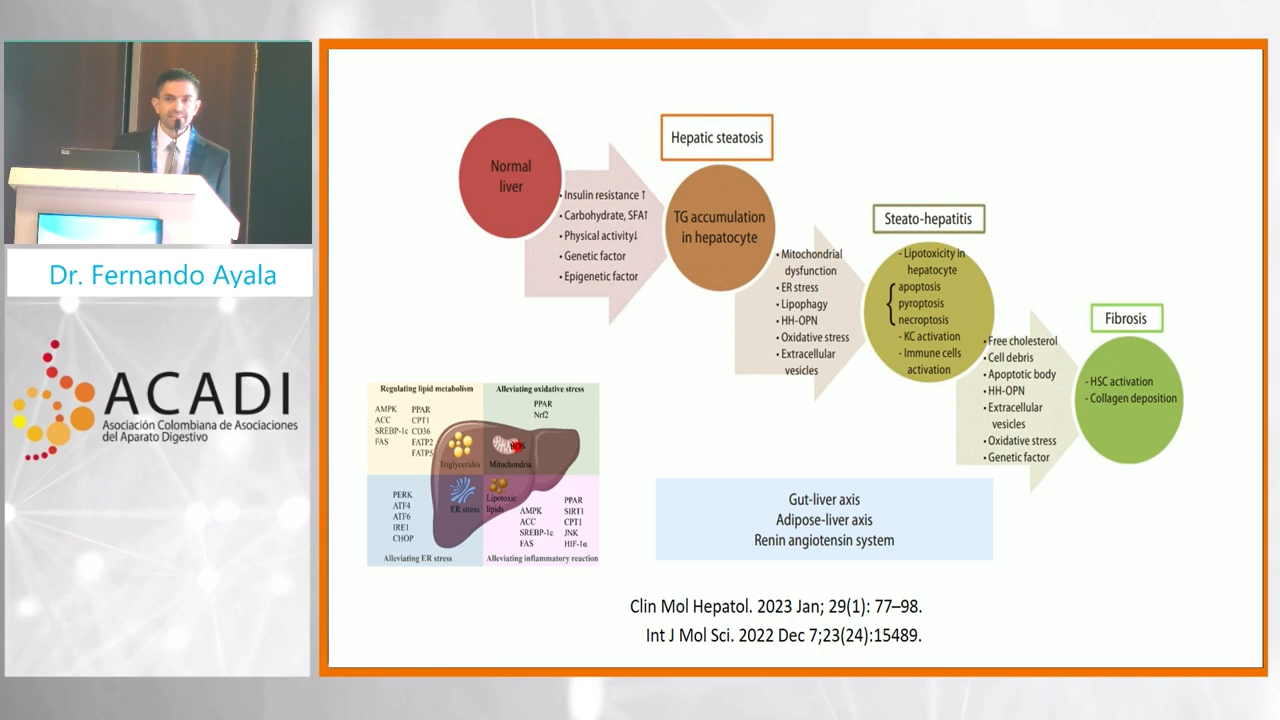 Dr. Fernando Ayala
ACADI
Asociación Colombiana de Asociaciones
del Aparato Digestivo
Normal
liver
• Insulin resistance ↑
• Carbohydrate, SFA↑
• Physical activity↓
• Genetic factor
• Epigenetic factor
Hepatic steatosis
TG accumulation
in hepatocyte
• Mitochondrial
dysfunction
• ER stress
• Lipophagy
• HH-OPN
• Oxidative stress
• Extracellular
vesicles
Steato-hepatitis
- Lipotoxicity in
hepatocyte
apoptosis
pyroptosis
necroptosis
- KC activation
- Immune cells
activation
• Free cholesterol
• Cell debris
• Apoptotic body
• HH-OPN
• Extracellular
vesicles
• Oxidative stress
• Genetic factor
Fibrosis
- HSC activation
- Collagen deposition
Regulating lipid metabolism
AMPK PPAR
ACC CPT1
SREBP-1c CD36
FAS FATP2
FATP5
Triglycerides
Alleviating oxidative stress
PPAR
Nrf2
ROS
Mitochondria
PERK
ATF4
ATF6
IRE1
CHOP
ER stress
Alleviating ER stress
Lipotoxic
lipids
AMPK PPAR
ACC SIRT1
SREBP-1c CPT1
FAS JNK
HIF-1α
Alleviating inflammatory reaction
Gut-liver axis
Adipose-liver axis
Renin angiotensin system
Clin Mol Hepatol. 2023 Jan; 29(1): 77–98.
Int J Mol Sci. 2022 Dec 7;23(24):15489.